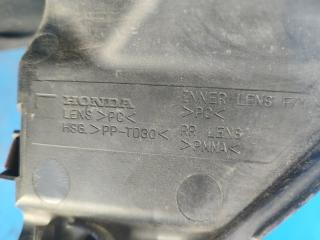 HONDA
LENS >PC<
HSG. >PP-TD30<
INNER LENS
>PC<
RR LENS
>PMMA<